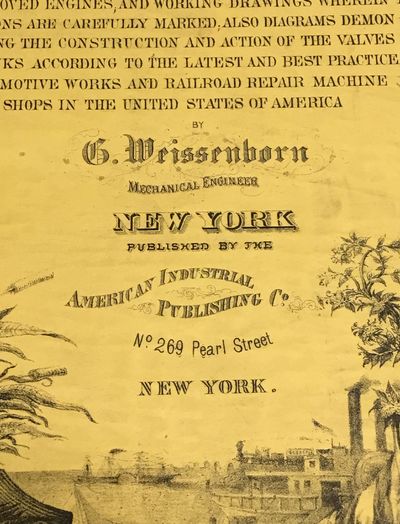 OVED ENGINES, AND WORKING DRAWINGS WHEREIN
ONS ARE CAREFULLY MARKED, ALSO DIAGRAMS DEMON
NG THE CONSTRUCTION AND ACTION OF THE VALVES
KS ACCORDING TO THE LATEST AND BEST PRACTICE
MOTIVE WORKS AND RAILROAD REPAIR MACHINE
SHOPS IN THE UNITED STATES OF AMERICA
BY
G. Weissenborn
MECHANICAL ENGINEER
NEW YORK
PUBLISHED BY THE
AMERICAN INDUSTRIAL
PUBLISHING Co.
No 269 Pearl Street
NEW YORK.